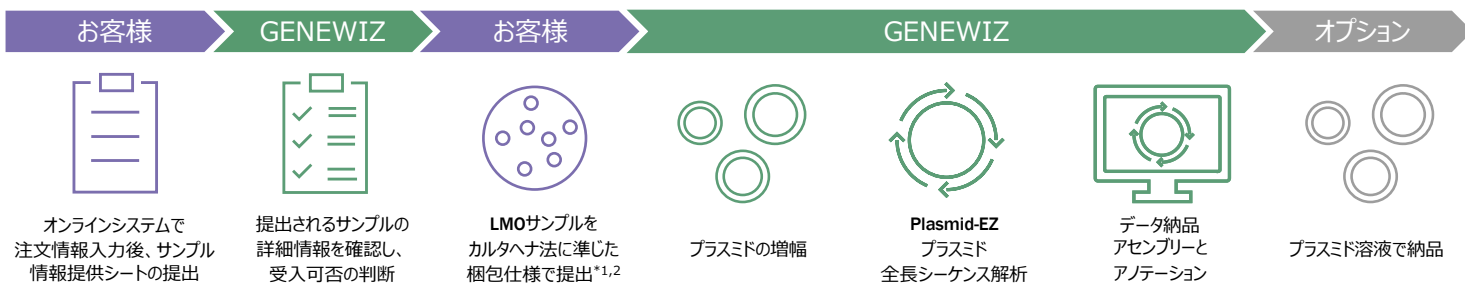 お客様
GENEWIZ
お客様
GENEWIZ
オプション
オンラインシステムで
注文情報入力後、サンプル
情報提供シートの提出
提出されるサンプルの
詳細情報を確認し、
受入可否の判断
LMOサンプルを
カルタヘナ法に準じた
梱包仕様で提出*1,2
プラスミドの増幅
Plasmid-EZ
プラスミド
全長シーケンス解析
データ納品
アセンブリーと
アノテーション
プラスミド溶液で納品